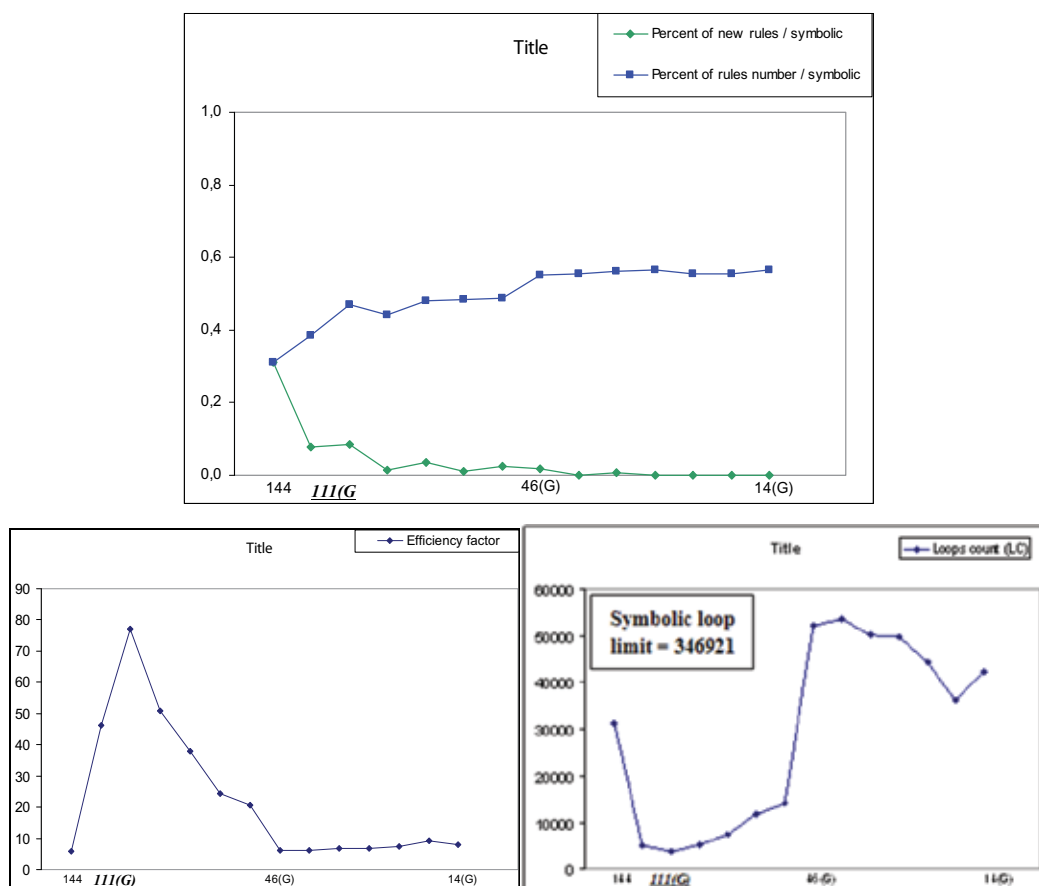 Title
Percent of new rules / symbolic
Percent of rules number / symbolic
1,0
0,8
0,6
0,4
0,2
0,0
144 111(G 46(G) 14(G)
Title
Efficiency factor
90
80
70
60
50
40
30
20
10
0
144 111(G) 46(G) 14(G)
Title
Loops count (LC)
Symbolic loop
limit = 346921
60000
50000
40000
30000
20000
10000
0
144 111(G) 46(G) 14(G)